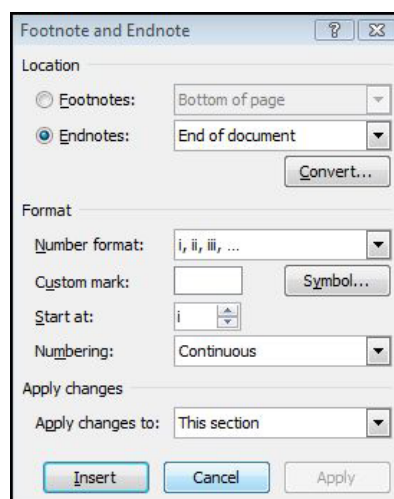 Footnote and Endnote ?
Location
Footnotes: Bottom of page
Endnotes: End of document
Convert...
Format
Number format: i, ii, iii, ...
Custom mark: Symbol...
Start at: i
Numbering: Continuous
Apply changes
Apply changes to: This section
Insert Cancel Apply